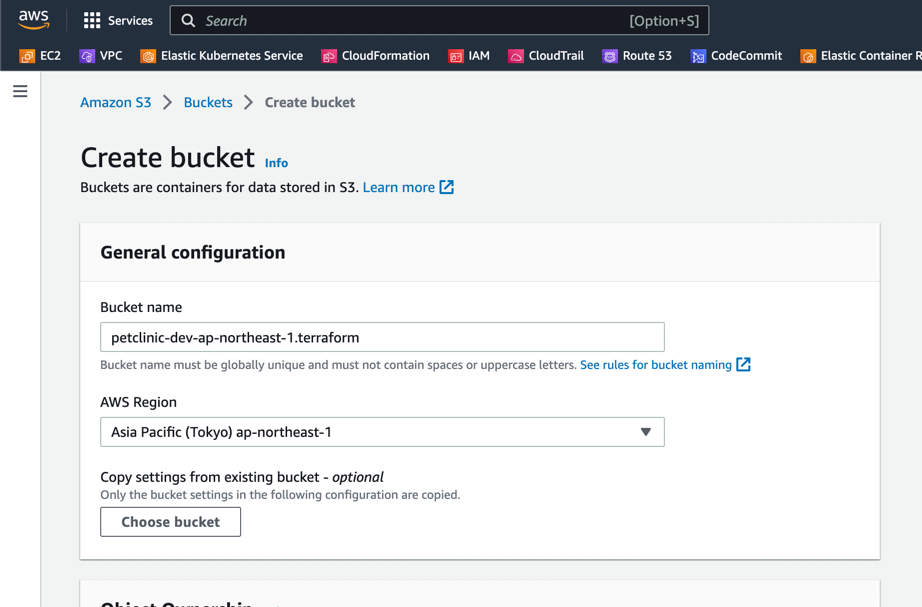 aws
Services
Search
[Option+S]
EC2
VPC
Elastic Kubernetes Service
CloudFormation
IAM
CloudTrail
Route 53
CodeCommit
Elastic Container R
Amazon S3 > Buckets > Create bucket
Create bucket Info
Buckets are containers for data stored in S3. Learn more
General configuration
Bucket name
petclinic-dev-ap-northeast-1.terraform
Bucket name must be globally unique and must not contain spaces or uppercase letters. See rules for bucket naming
AWS Region
Asia Pacific (Tokyo) ap-northeast-1
Copy settings from existing bucket - optional
Only the bucket settings in the following configuration are copied.
Choose bucket
Object Ownership